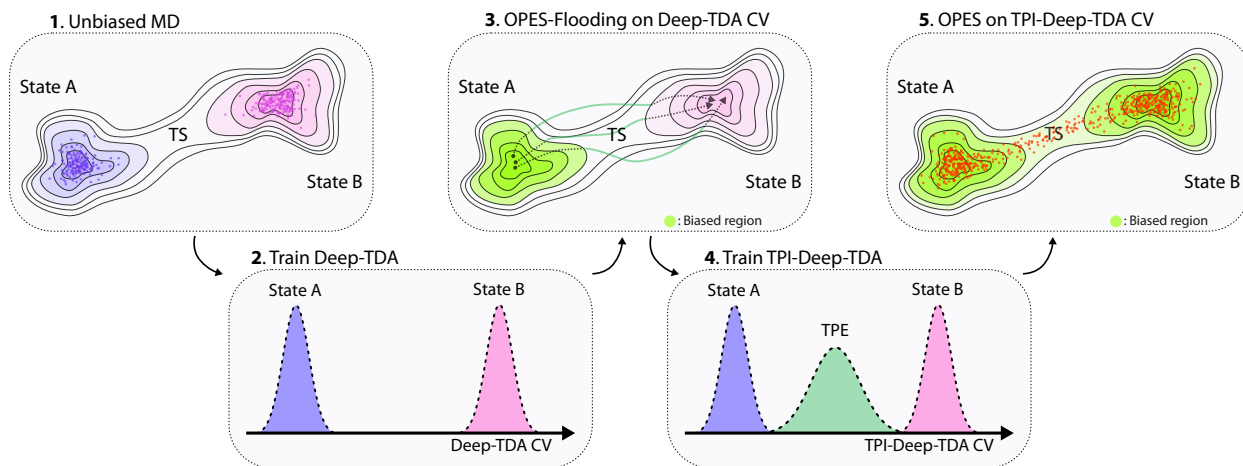 1. Unbiased MD
State A
TS
State B
2. Train Deep-TDA
State A
State B
Deep-TDA CV
3. OPES-Flooding on Deep-TDA CV
State A
TS
State B
: Biased region
4. Train TPI-Deep-TDA
State A
TPE
State B
TPI-Deep-TDA CV
5. OPES on TPI-Deep-TDA CV
State A
TS
State B
: Biased region